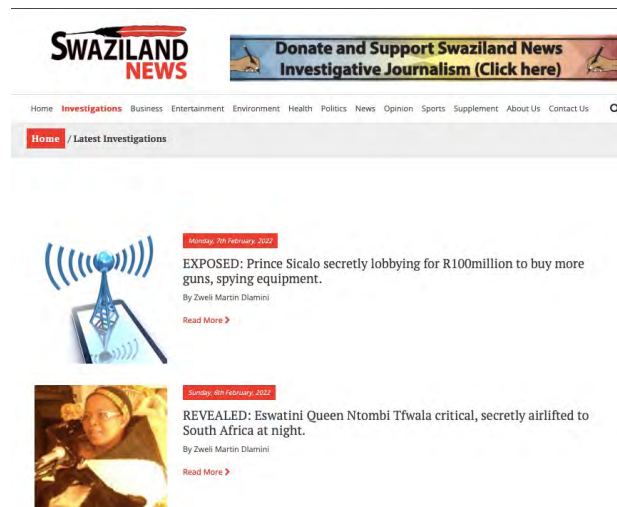 SWAZILAND
NEWS
Donate and Support Swaziland News
Investigative Journalism (Click here)
Home Investigations Business Entertainment Environment Health Politics News Opinion Sports Supplement About Us Contact Us
Home / Latest Investigations
Monday, 7th February, 2022
EXPOSED: Prince Sicalo secretly lobbying for R100million to buy more
guns, spying equipment.
By Zweli Martin Dlamini
Read More
Sunday, 6th February, 2022
REVEALED: Eswatini Queen Ntombi Tfwala critical, secretly airlifted to
South Africa at night.
By Zweli Martin Dlamini
Read More